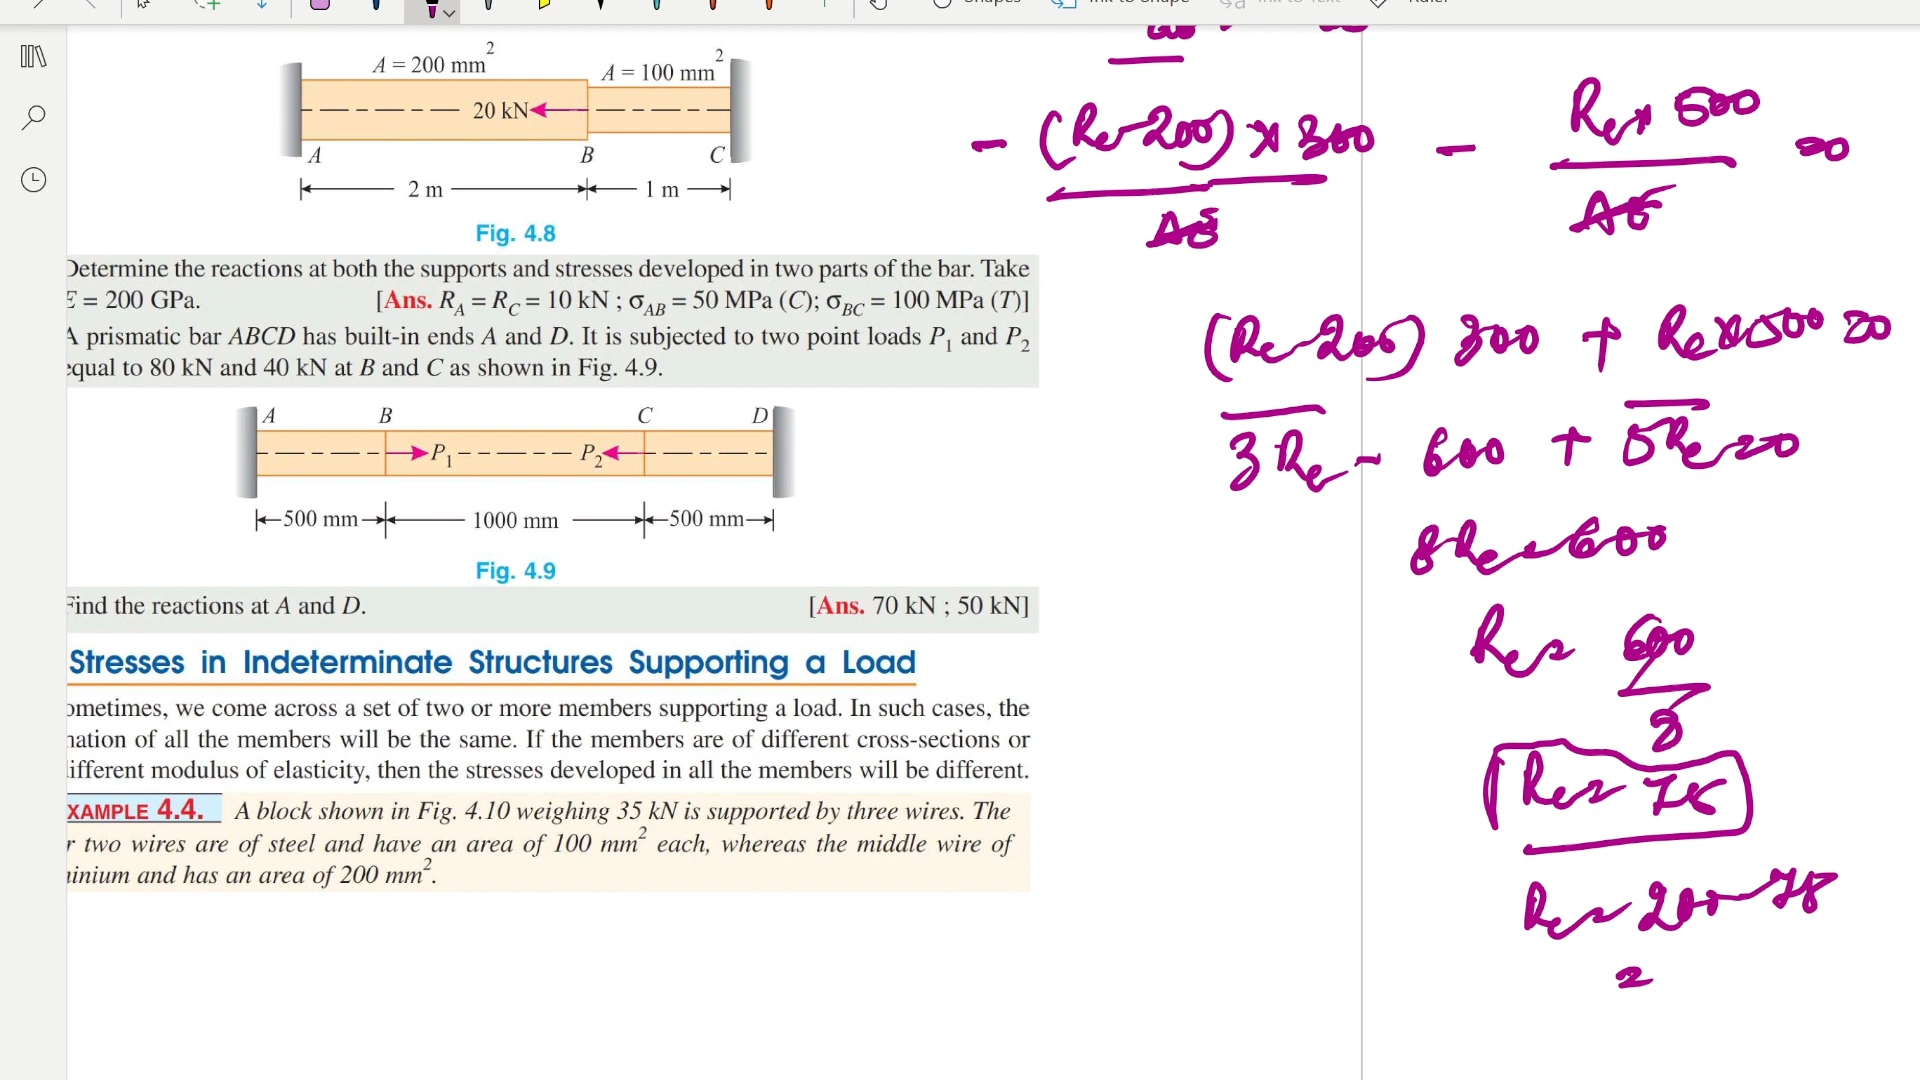 A = 200 mm²
A = 100 mm²
20 kN
A B C
2 m 1 m
Fig. 4.8
Determine the reactions at both the supports and stresses developed in two parts of the bar. Take
E = 200 GPa. [Ans. R_A = R_C = 10 kN ; σ_AB = 50 MPa (C); σ_BC = 100 MPa (T)]
A prismatic bar ABCD has built-in ends A and D. It is subjected to two point loads P₁ and P₂
equal to 80 kN and 40 kN at B and C as shown in Fig. 4.9.
A B C D
P₁ P₂
500 mm 1000 mm 500 mm
Fig. 4.9
Find the reactions at A and D. [Ans. 70 kN ; 50 kN]
Stresses in Indeterminate Structures Supporting a Load
ometimes, we come across a set of two or more members supporting a load. In such cases, the
nation of all the members will be the same. If the members are of different cross-sections or
ifferent modulus of elasticity, then the stresses developed in all the members will be different.
XAMPLE 4.4. A block shown in Fig. 4.10 weighing 35 kN is supported by three wires. The
r two wires are of steel and have an area of 100 mm² each, whereas the middle wire of
inium and has an area of 200 mm².
- (Rc-200) × 300 - Rc × 500 = 0
AE AE
(Rc-200) 300 + Rc × 500 = 0
3Rc - 600 + 5Rc = 0
8Rc = 600
Rc = 600
8
Rc = 75
Rc = 200 - 75
=